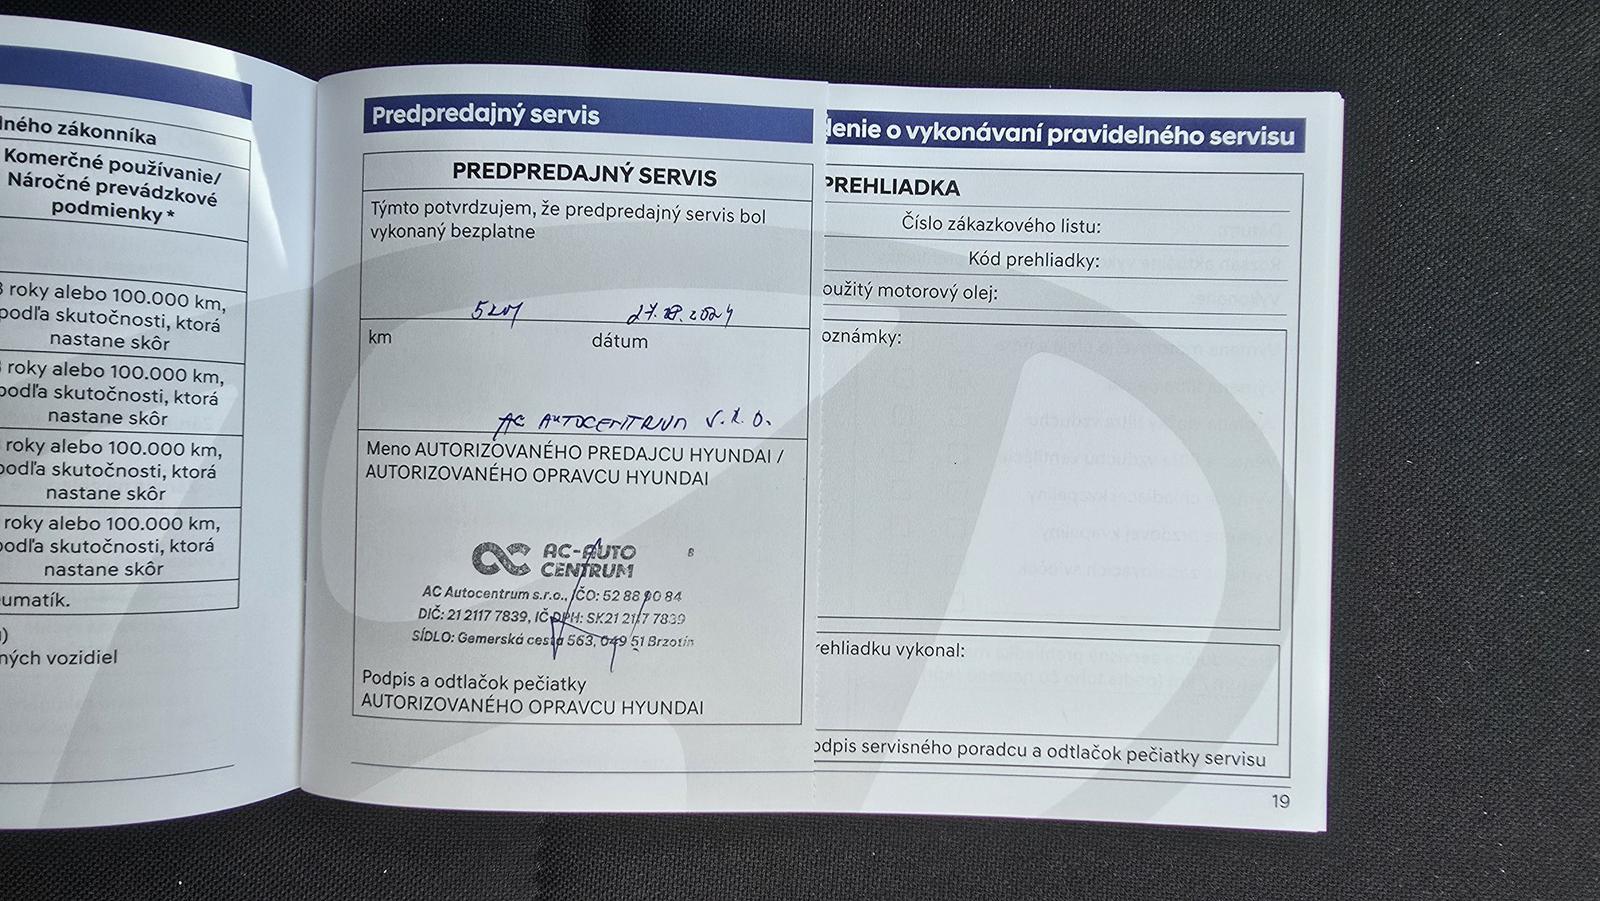 lného zákonníka
Komerčné používanie/
Náročné prevádzkové
podmienky *
roky alebo 100.000 km,
podľa skutočnosti, ktorá
nastane skôr
roky alebo 100.000 km,
podľa skutočnosti, ktorá
nastane skôr
roky alebo 100.000 km,
podľa skutočnosti, ktorá
nastane skôr
roky alebo 100.000 km,
podľa skutočnosti, ktorá
nastane skôr
umatík.
)
ných vozidiel
Predpredajný servis
PREDPREDAJNÝ SERVIS
Týmto potvrdzujem, že predpredajný servis bol
vykonaný bezplatne
km dátum
AC AUTOCENTRUM s.r.o.
Meno AUTORIZOVANÉHO PREDAJCU HYUNDAI /
AUTORIZOVANÉHO OPRAVCU HYUNDAI
AC-AUTO
CENTRUM
8
AC Autocentrum s.r.o., IČO: 52 88 90 84
DIČ: 21 2117 7839, IČ DPH: SK21 2117 7839
SÍDLO: Gemerská cesta 563, 049 51 Brzotín
Podpis a odtlačok pečiatky
AUTORIZOVANÉHO OPRAVCU HYUNDAI
denie o vykonávaní pravidelného servisu
PREHLIADKA
Číslo zákazkového listu:
Kód prehliadky:
oužitý motorový olej:
oznámky:
rehliadku vykonal:
odpis servisného poradcu a odtlačok pečiatky servisu
19